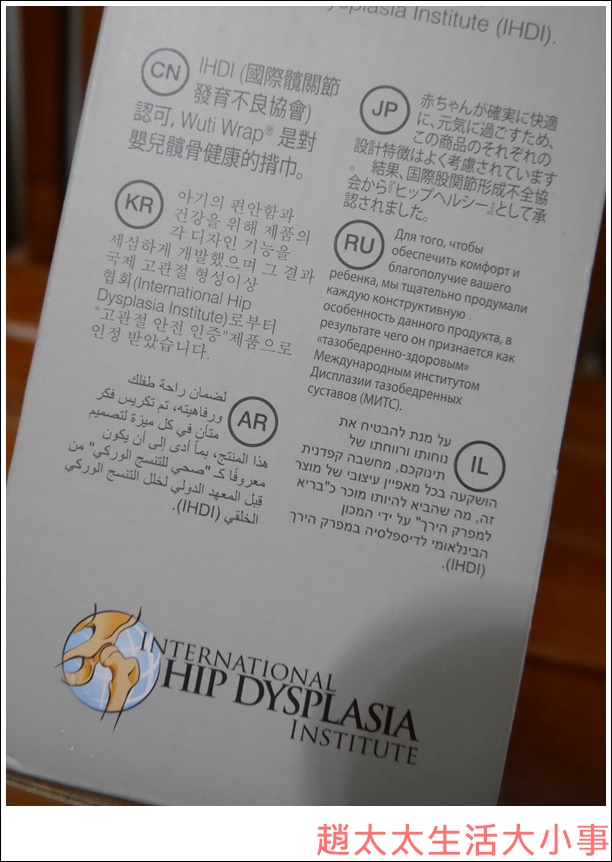 ysplasia Institute (IHDI).
CN
IHDI (國際髖關節
發育不良協會)
認可, Wuti Wrap® 是對
嬰兒髖骨健康的揹巾。
JP
赤ちゃんが確実に快適
に、元気に過ごすため、
この商品のそれぞれの
設計特徴はよく考慮されています
。 結果、国際股関節形成不全協
会から『ヒップヘルシー』として承
認されました。
KR
아기의 편안함과
건강을 위해 제품의
각 디자인 기능을
세심하게 개발했으며 그 결과
국제 고관절 형성이상
협회(International Hip
Dysplasia Institute)로부터
“고관절 안전 인증”제품으로
인정 받았습니다.
RU
Для того, чтобы
обеспечить комфорт и
благополучие вашего
ребенка, мы тщательно продумали
каждую конструктивную
особенность данного продукта, в
результате чего он признается как
«тазобедренно-здоровым»
Международным институтом
Дисплазии тазобедренных
суставов (МИТС).
AR
لضمان راحة طفلك
ورفاهيته، تم تكريس فكر
متأنٍ في كل ميزة لتصميم
هذا المنتج، بما أدى إلى أن يكون
معروفًا كـ "صحي للتنسج الوركي" من
قبل المعهد الدولي لخلل التنسج الوركي
الخلقي (IHDI).
IL
על מנת להבטיח את
נוחותו ורווחתו של
תינוקכם, מחשבה קפדנית
הושקעה בכל מאפיין עיצובי של מוצר
זה, מה שהביא להיותו מוכר כ"בריא
למפרק הירך" על ידי המכון
הבינלאומי לדיספלסיה במפרק הירך
(IHDI).
INTERNATIONAL
HIP DYSPLASIA
INSTITUTE
趙太太生活大小事